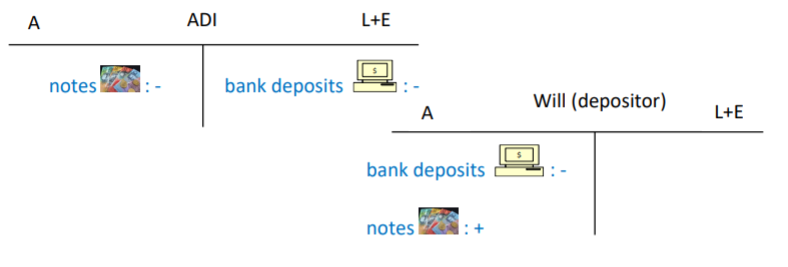 A ADI L+E
notes : - bank deposits $ : -
A Will (depositor) L+E
bank deposits $ : -
notes : +